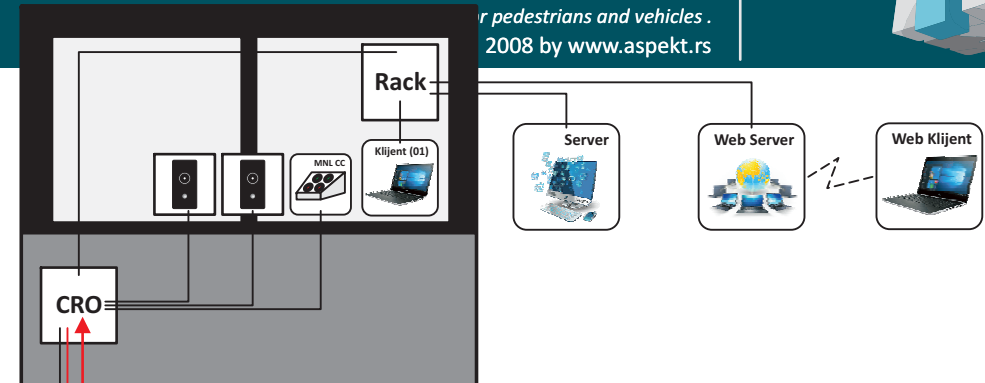 pedestrians and vehicles .
2008 by www.aspekt.rs
Rack
Server
Web Server
Web Klijent
MNL CC
Klijent (01)
CRO